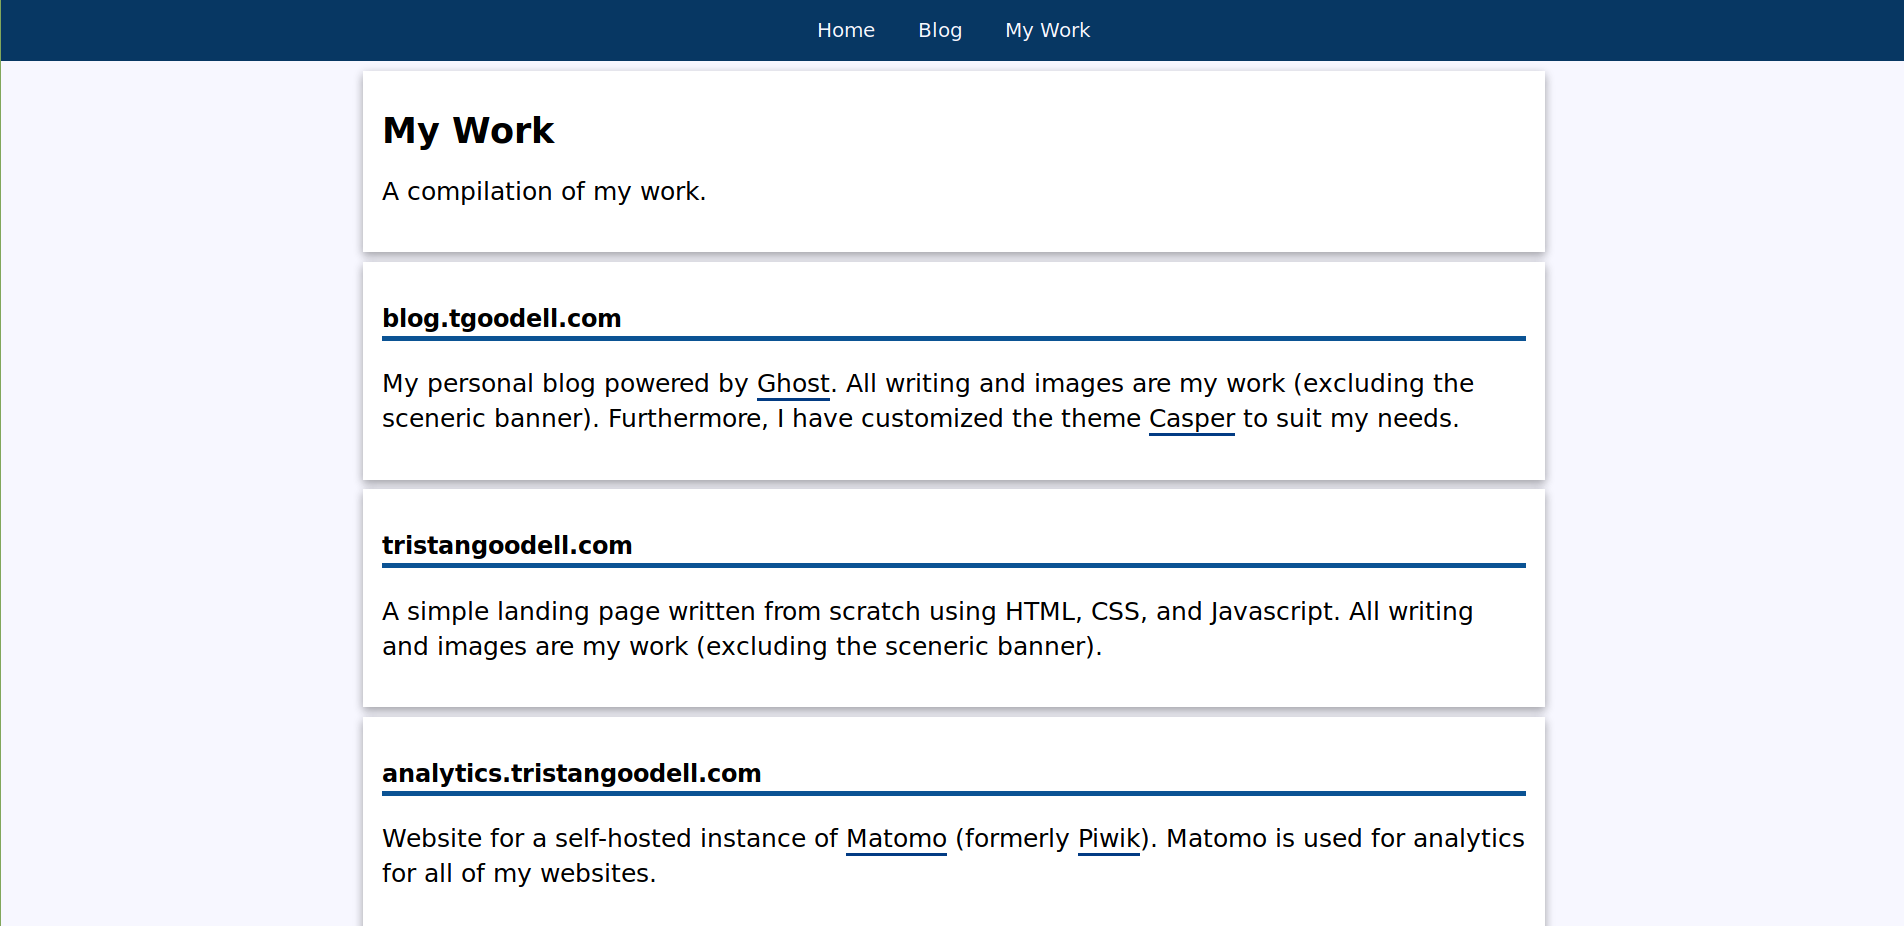 Home Blog My Work
My Work
A compilation of my work.
blog.tgoodell.com
My personal blog powered by Ghost. All writing and images are my work (excluding the
sceneric banner). Furthermore, I have customized the theme Casper to suit my needs.
tristangoodell.com
A simple landing page written from scratch using HTML, CSS, and Javascript. All writing
and images are my work (excluding the sceneric banner).
analytics.tristangoodell.com
Website for a self-hosted instance of Matomo (formerly Piwik). Matomo is used for analytics
for all of my websites.